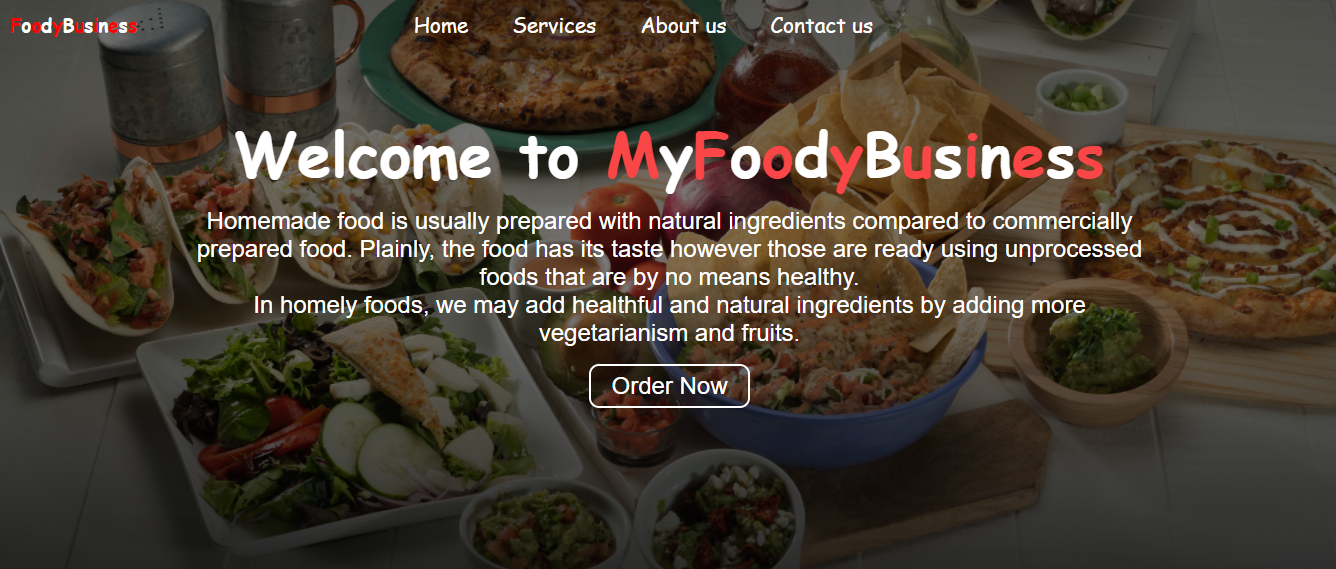 FoodyBusiness
Home Services About us Contact us
Welcome to MyFoodyBusiness
Homemade food is usually prepared with natural ingredients compared to commercially
prepared food. Plainly, the food has its taste however those are ready using unprocessed
foods that are by no means healthy.
In homely foods, we may add healthful and natural ingredients by adding more
vegetarianism and fruits.
Order Now